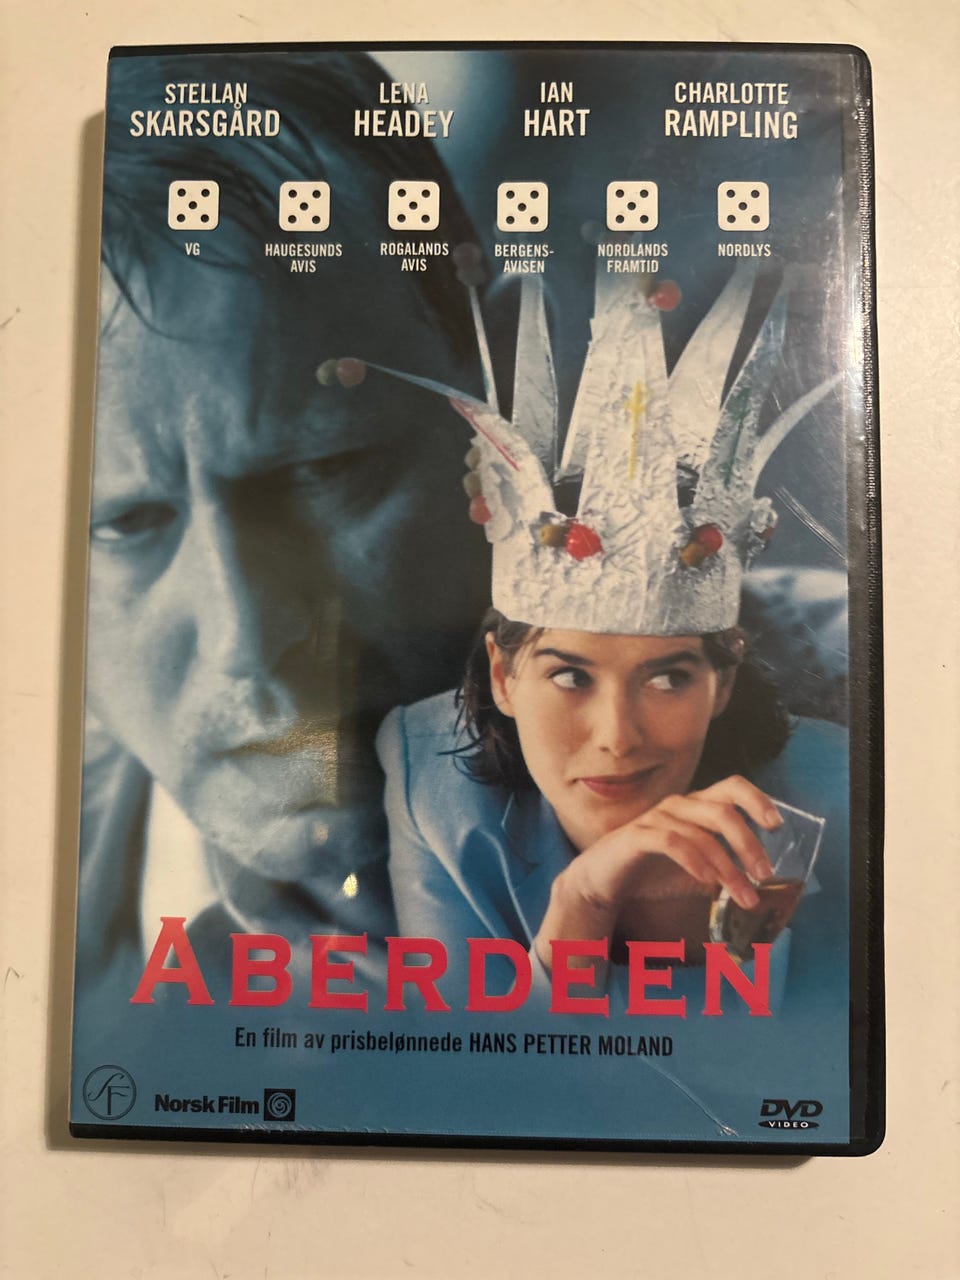 STELLAN
SKARSGÅRD
LENA
HEADEY
IAN
HART
CHARLOTTE
RAMPLING
VG
HAUGESUNDS
AVIS
ROGALANDS
AVIS
BERGENS-
AVISEN
NORDLANDS
FRAMTID
NORDLYS
ABERDEEN
En film av prisbelønnede HANS PETTER MOLAND
SF
Norsk Film
DVD
VIDEO